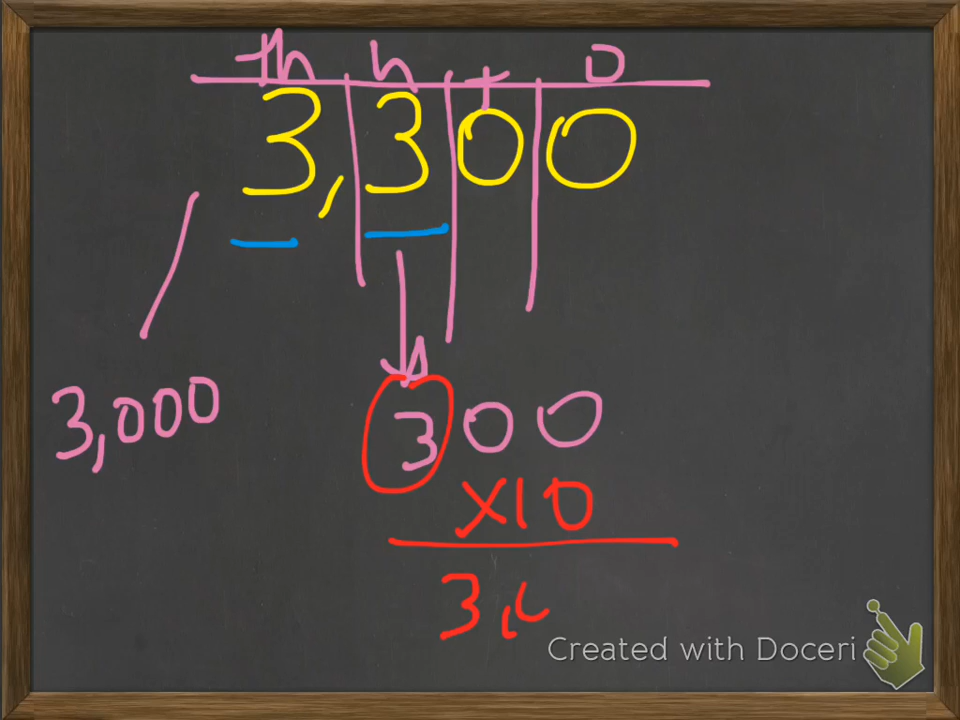 th h t o
3,300
3,000
300
x10
3,
Created with Doceri